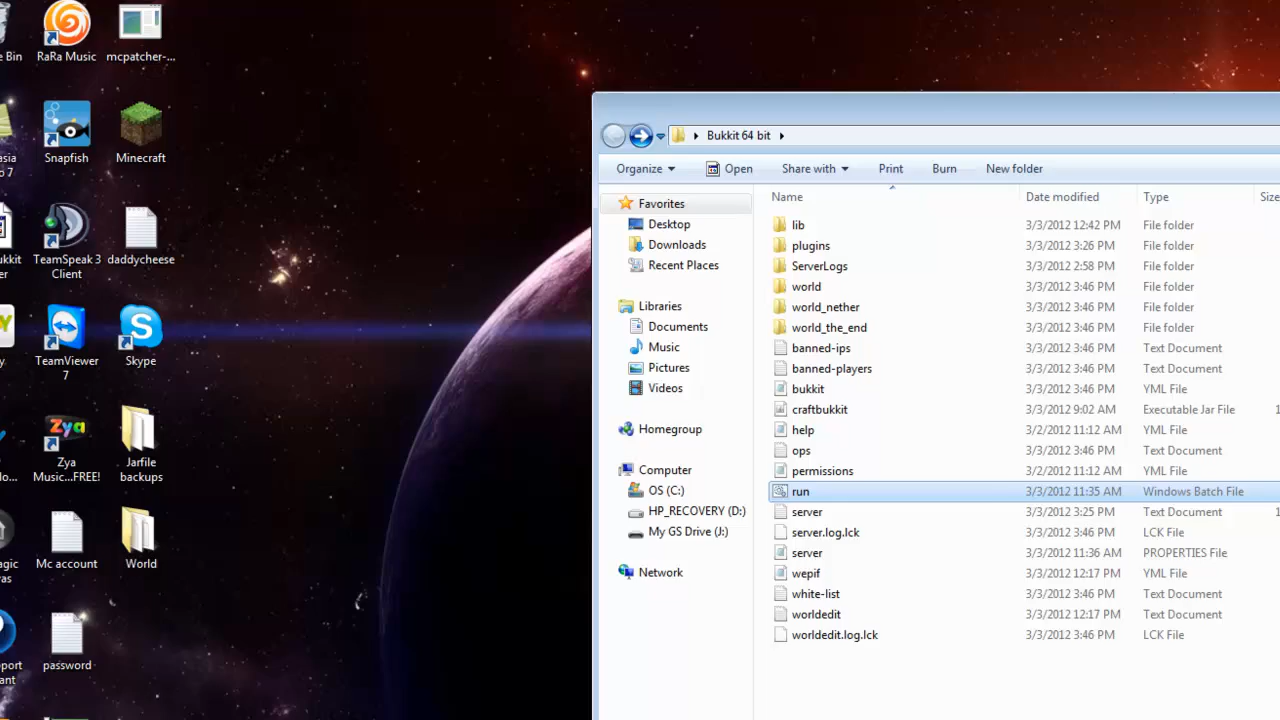 e Bin
RaRa Music
mcpatcher-...
asia
o 7
Snapfish
Minecraft
ukkit
er
TeamSpeak 3
Client
daddycheese
y.
TeamViewer
7
Skype
Zya
lo...
Zya
Music...FREE!
Jarfile
backups
agic
vas
Mc account
World
pport
tant
password
Bukkit 64 bit
Organize
Open
Share with
Print
Burn
New folder
Name
Date modified
Type
Size
Favorites
Desktop
Downloads
Recent Places
Libraries
Documents
Music
Pictures
Videos
Homegroup
Computer
OS (C:)
HP_RECOVERY (D:)
My GS Drive (J:)
Network
lib 3/3/2012 12:42 PM File folder
plugins 3/3/2012 3:26 PM File folder
ServerLogs 3/3/2012 2:58 PM File folder
world 3/3/2012 3:46 PM File folder
world_nether 3/3/2012 3:46 PM File folder
world_the_end 3/3/2012 3:46 PM File folder
banned-ips 3/3/2012 3:46 PM Text Document
banned-players 3/3/2012 3:46 PM Text Document
bukkit 3/3/2012 3:46 PM YML File
craftbukkit 3/3/2012 9:02 AM Executable Jar File 1
help 3/2/2012 11:12 AM YML File
ops 3/3/2012 3:46 PM Text Document
permissions 3/2/2012 11:12 AM YML File
run 3/3/2012 11:35 AM Windows Batch File
server 3/3/2012 3:25 PM Text Document 1
server.log.lck 3/3/2012 3:46 PM LCK File
server 3/3/2012 11:36 AM PROPERTIES File
wepif 3/3/2012 12:17 PM YML File
white-list 3/3/2012 3:46 PM Text Document
worldedit 3/3/2012 12:17 PM Text Document
worldedit.log.lck 3/3/2012 3:46 PM LCK File